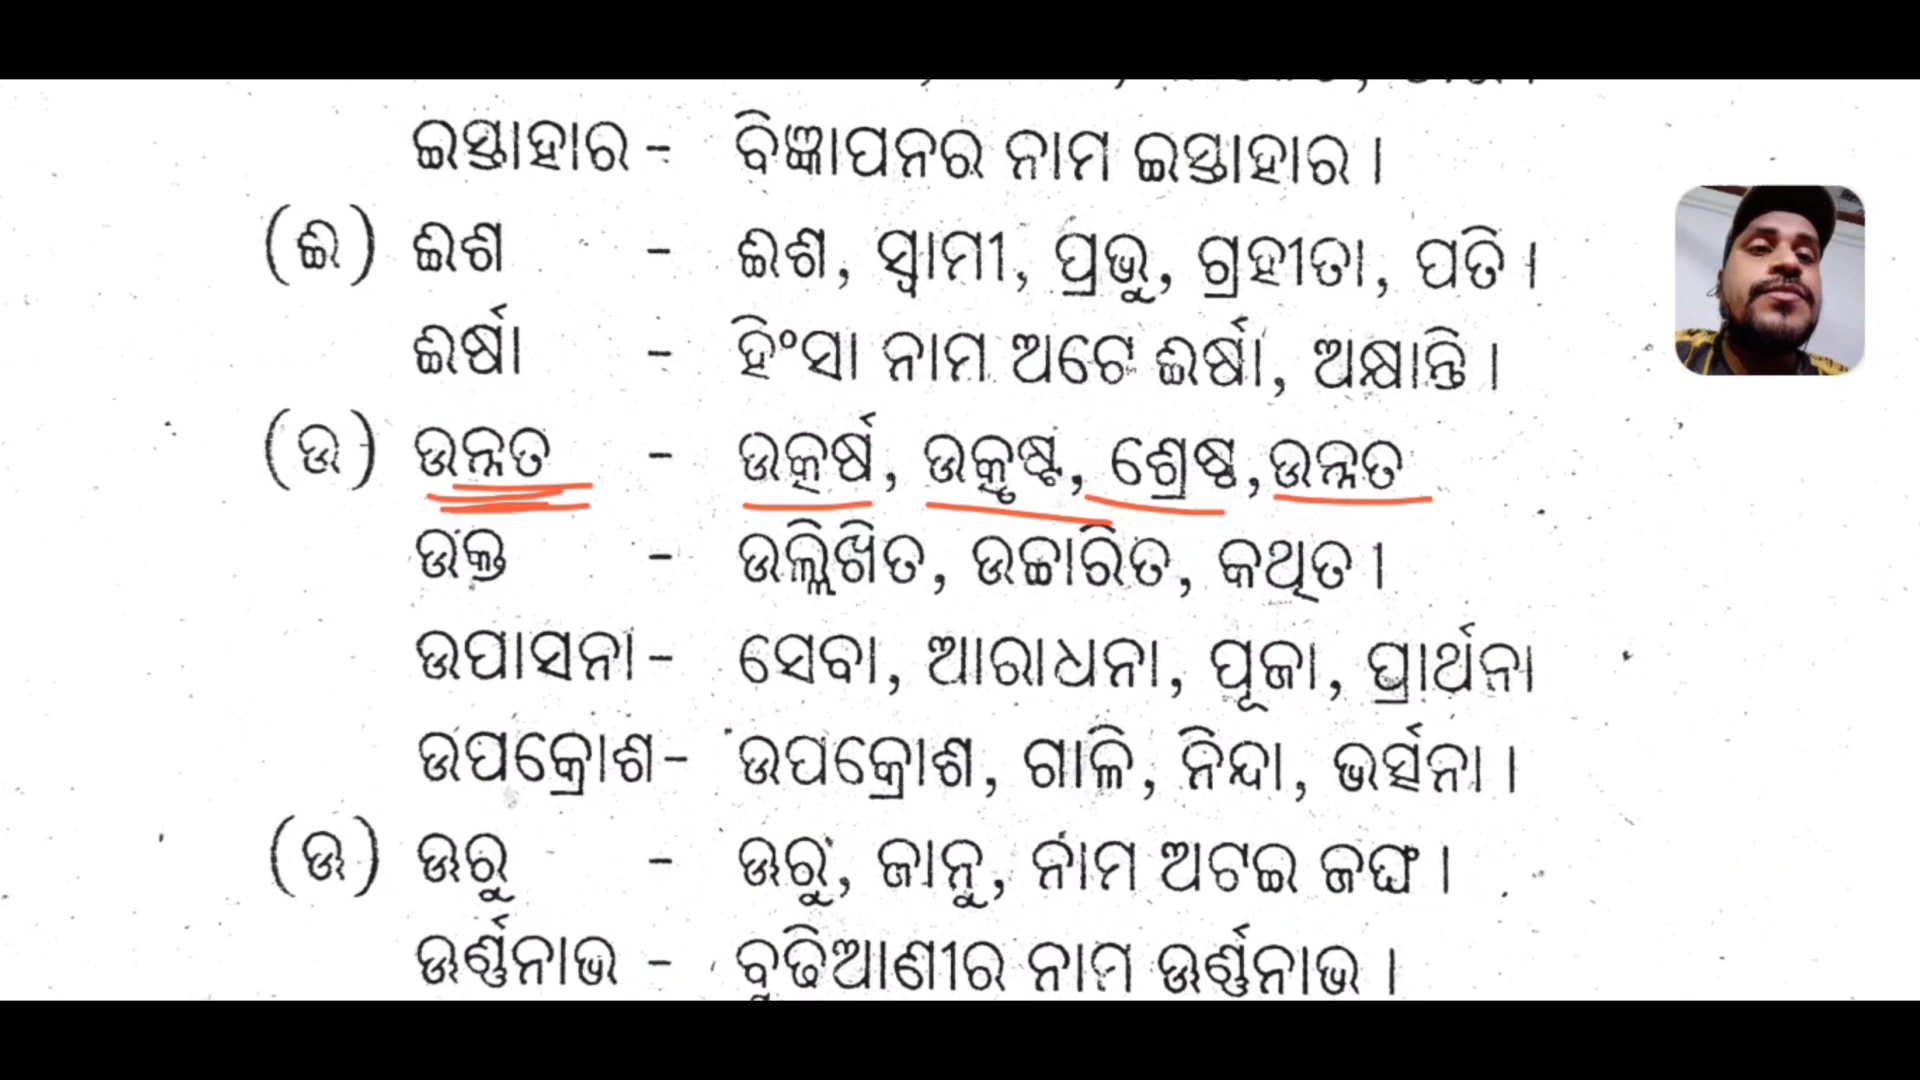 ଇସ୍ତାହାର - ବିଜ୍ଞାପନର ନାମ ଇସ୍ତାହାର ।
(ଈ) ଈଶ - ଈଶ, ସ୍ୱାମୀ, ପ୍ରଭୁ, ଗ୍ରହୀତା, ପତି ।
ଈର୍ଷା - ହିଂସା ନାମ ଅଟେ ଈର୍ଷା, ଅକ୍ଷାନ୍ତି ।
(ଉ) ଉନ୍ନତ - ଉତ୍କର୍ଷ, ଉତ୍କୃଷ୍ଟ, ଶ୍ରେଷ୍ଠ, ଉନ୍ନତ
ଉକ୍ତ - ଉଲ୍ଲିଖିତ, ଉଚ୍ଚାରିତ, କଥିତ ।
ଉପାସନା - ସେବା, ଆରାଧନା, ପୂଜା, ପ୍ରାର୍ଥନା
ଉପକ୍ରୋଶ - ଉପକ୍ରୋଶ, ଗାଳି, ନିନ୍ଦା, ଭର୍ତ୍ସନା ।
(ଊ) ଊରୁ - ଊରୁ, ଜାନୁ, ନାମ ଅଟଇ ଜଙ୍ଘ ।
ଊର୍ଣ୍ଣନାଭ - ବୁଢିଆଣୀର ନାମ ଊର୍ଣ୍ଣନାଭ ।